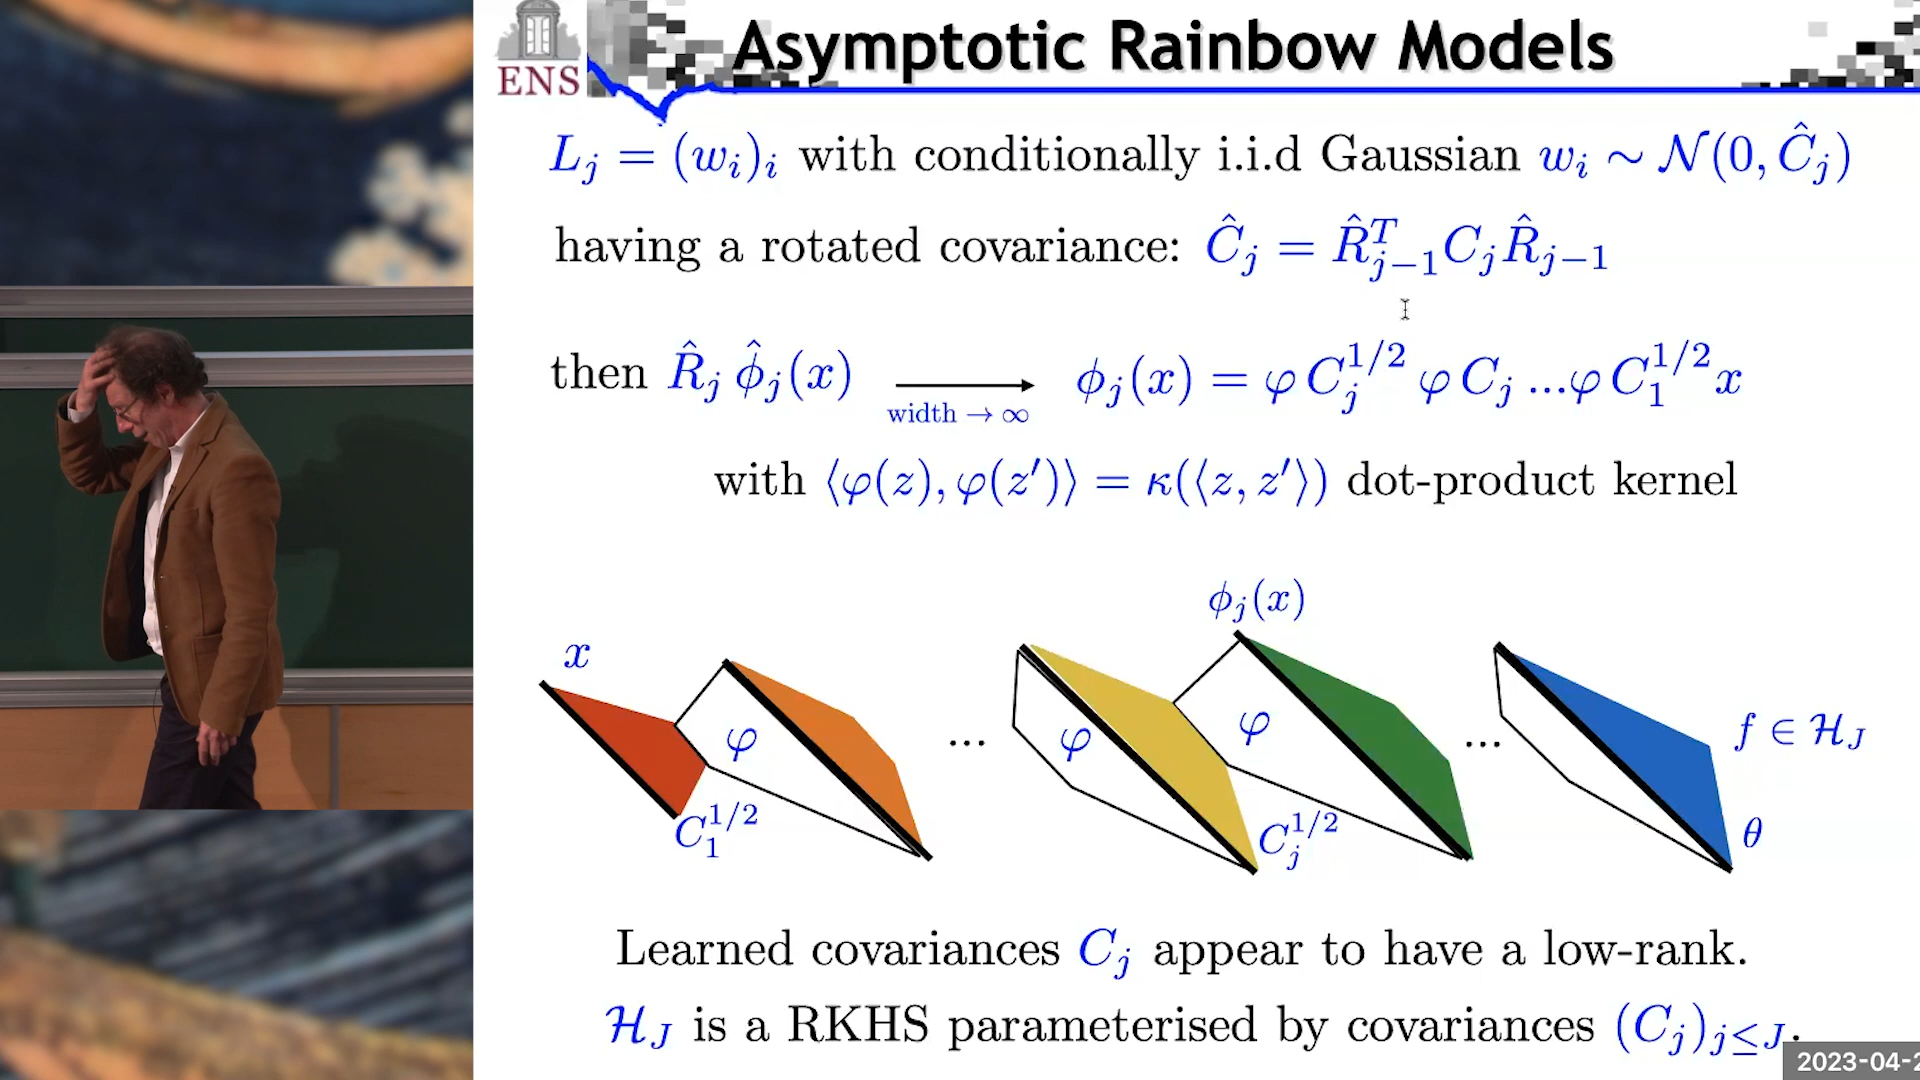 Asymptotic Rainbow Models
ENS
L_j = (w_i)_i with conditionally i.i.d Gaussian w_i ∼ 𝒩(0, Ĉ_j)
having a rotated covariance: Ĉ_j = R̂^T_{j−1} C_j R̂_{j−1}
then R̂_j φ̂_j(x) ⟶ ϕ_j(x) = φ C_j^{1/2} φ C_j ...φ C_1^{1/2} x
width → ∞
with ⟨φ(z), φ(z′)⟩ = κ(⟨z, z′⟩) dot-product kernel
ϕ_j(x)
x
φ ... φ φ ... f ∈ ℋ_J
C_1^{1/2} C_j^{1/2} θ
Learned covariances C_j appear to have a low-rank.
ℋ_J is a RKHS parameterised by covariances (C_j)_{j≤J}.
2023-04-2